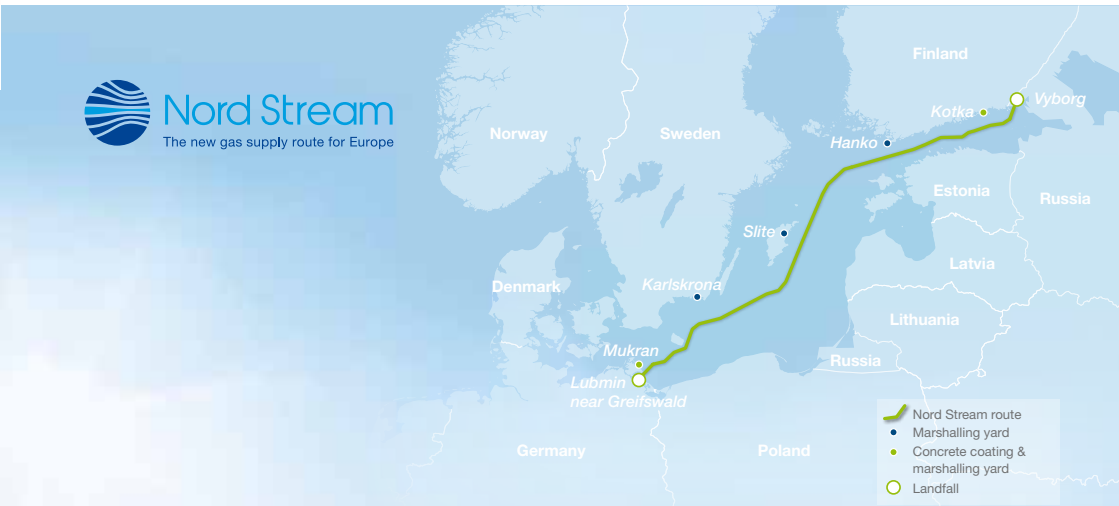 Nord Stream
The new gas supply route for Europe
Finland
Vyborg
Kotka
Norway
Sweden
Hanko
Estonia
Russia
Slite
Latvia
Denmark
Karlskrona
Lithuania
Mukran
Russia
Lubmin
near Greifswald
Germany
Poland
Nord Stream route
Marshalling yard
Concrete coating &
marshalling yard
Landfall